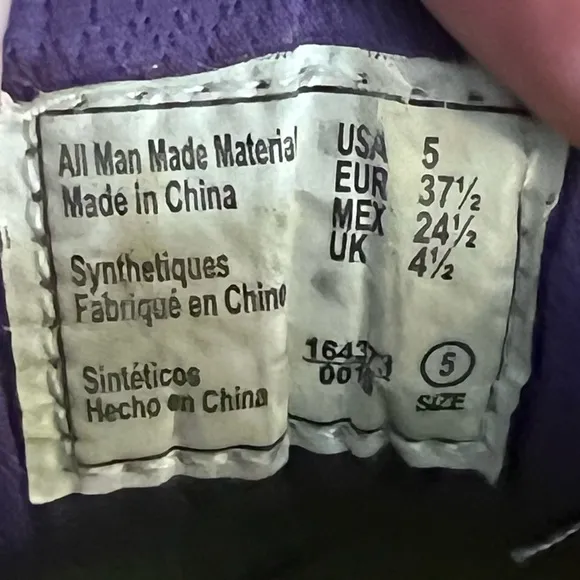 All Man Made Material
Made in China
Synthetiques
Fabriqué en Chine
Sintéticos
Hecho en China
USA 5
EUR 37½
MEX 24½
UK 4½
5
SIZE